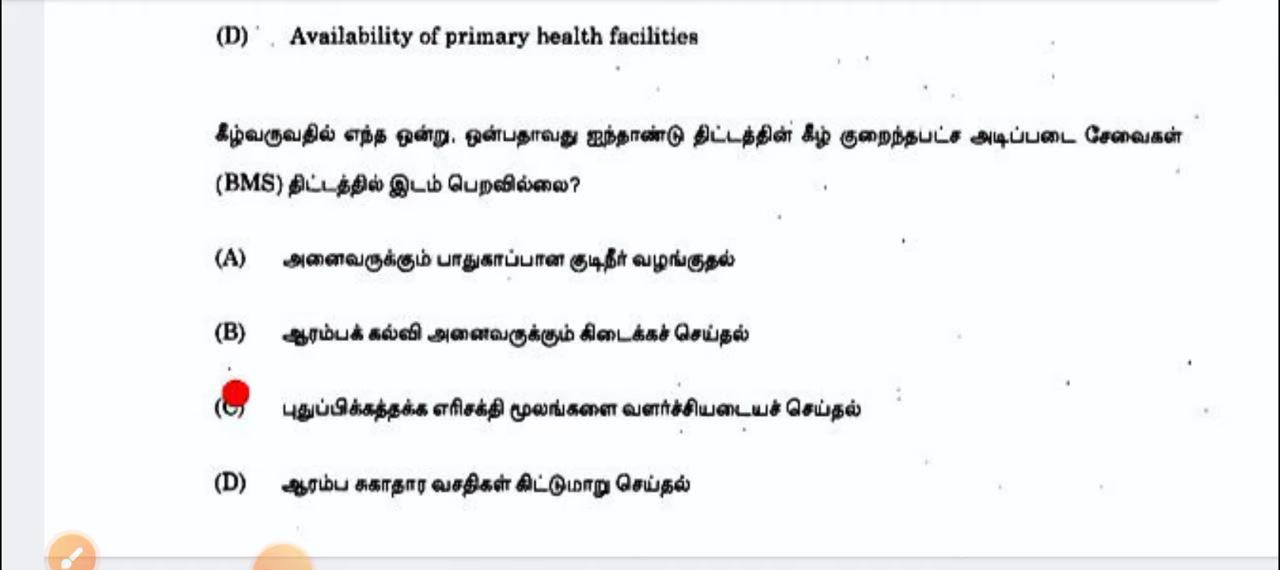 (D) Availability of primary health facilities
கீழ்வருவதில் எந்த ஒன்று, ஒன்பதாவது ஐந்தாண்டு திட்டத்தின் கீழ் குறைந்தபட்ச அடிப்படை சேவைகள்
(BMS) திட்டத்தில் இடம் பெறவில்லை?
(A) அனைவருக்கும் பாதுகாப்பான குடிநீர் வழங்குதல்
(B) ஆரம்பக் கல்வி அனைவருக்கும் கிடைக்கச் செய்தல்
(C) புதுப்பிக்கத்தக்க எரிசக்தி மூலங்களை வளர்ச்சியடையச் செய்தல்
(D) ஆரம்ப சுகாதார வசதிகள் கிட்டுமாறு செய்தல்